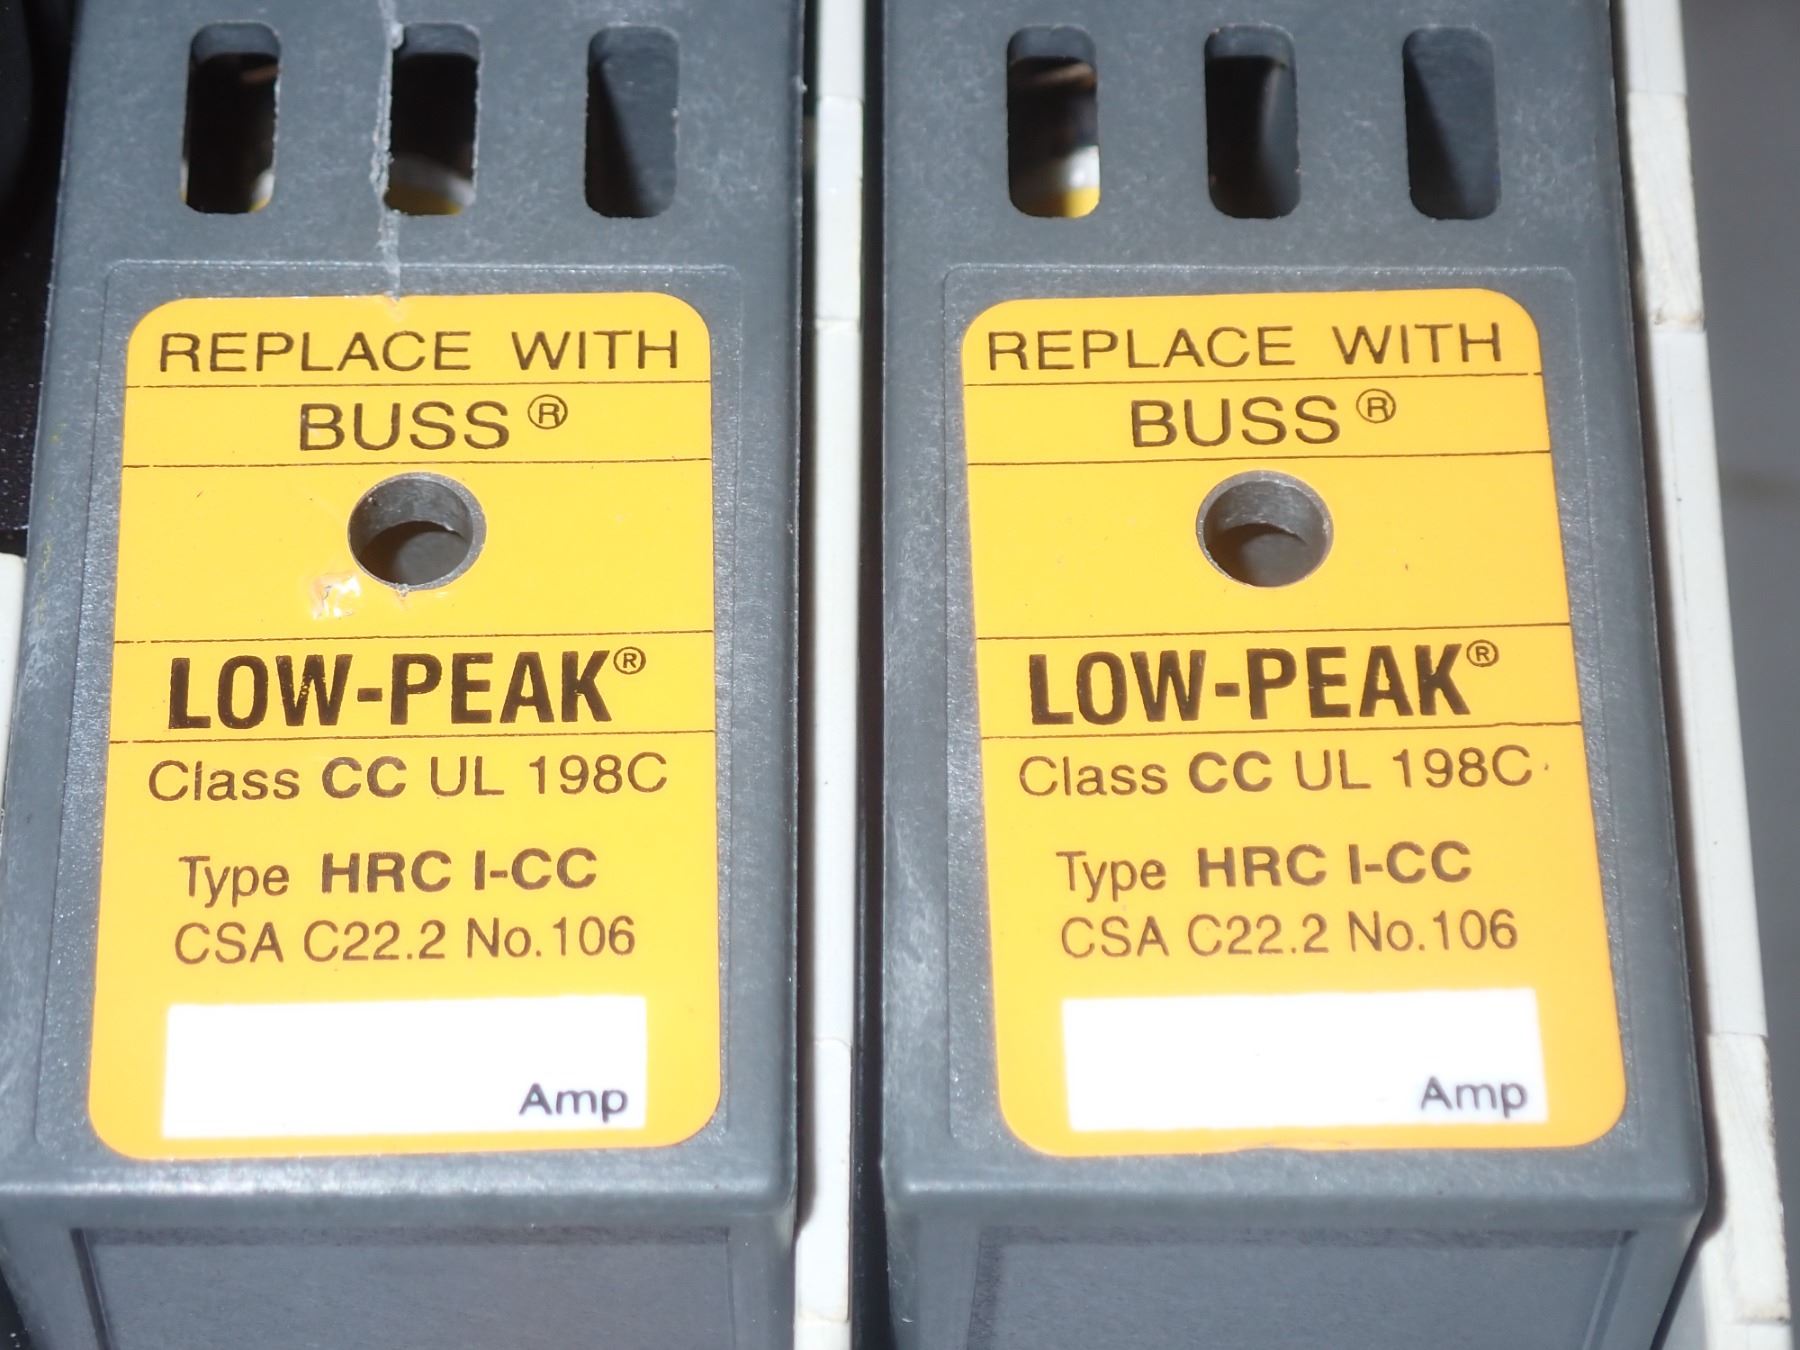 REPLACE WITH
BUSS®
LOW-PEAK®
Class CC UL 198C
Type HRC I-CC
CSA C22.2 No.106
Amp
REPLACE WITH
BUSS®
LOW-PEAK®
Class CC UL 198C
Type HRC I-CC
CSA C22.2 No.106
Amp